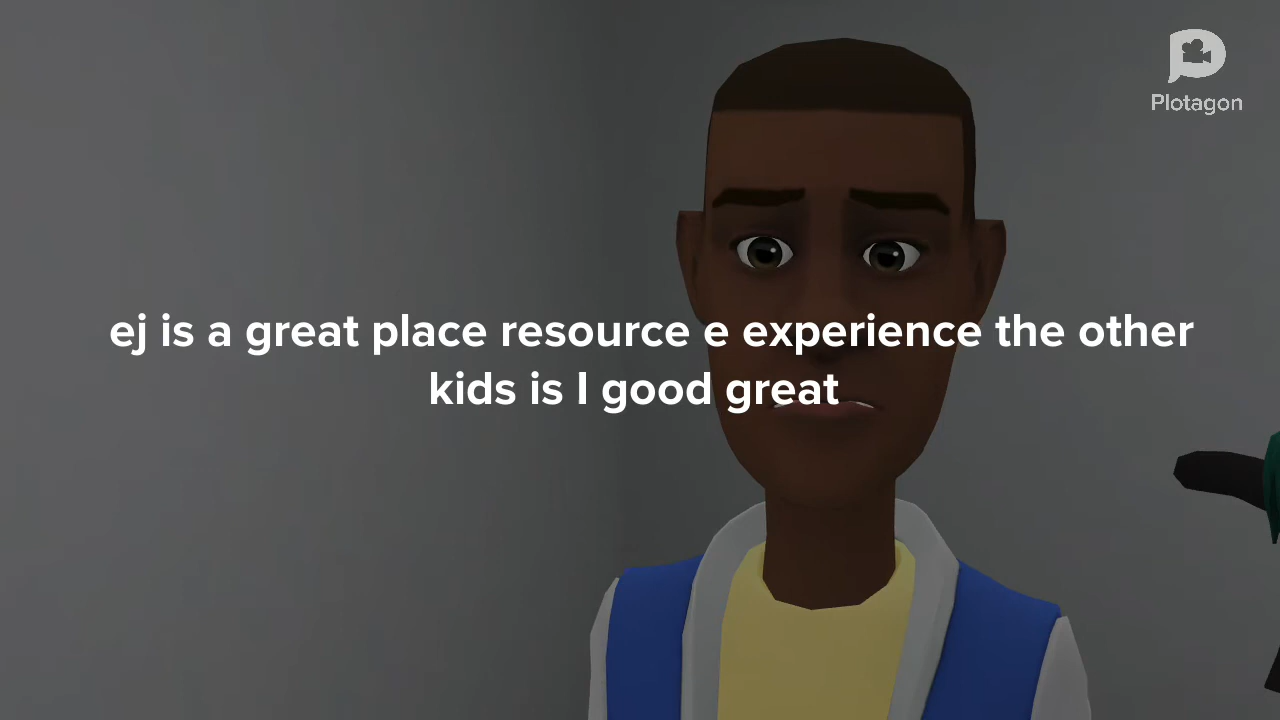 Plotagon
ej is a great place resource e experience the other
kids is I good great